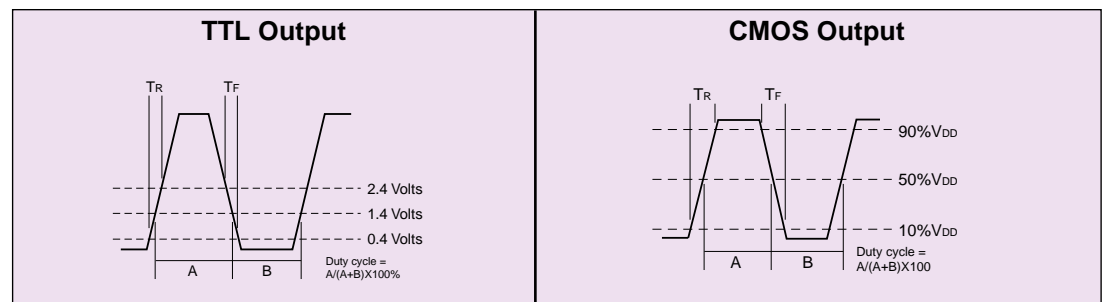 TTL Output
TR TF
2.4 Volts
1.4 Volts
0.4 Volts
A B
Duty cycle =
A/(A+B)X100%
CMOS Output
TR TF
90%VDD
50%VDD
10%VDD
A B
Duty cycle =
A/(A+B)X100